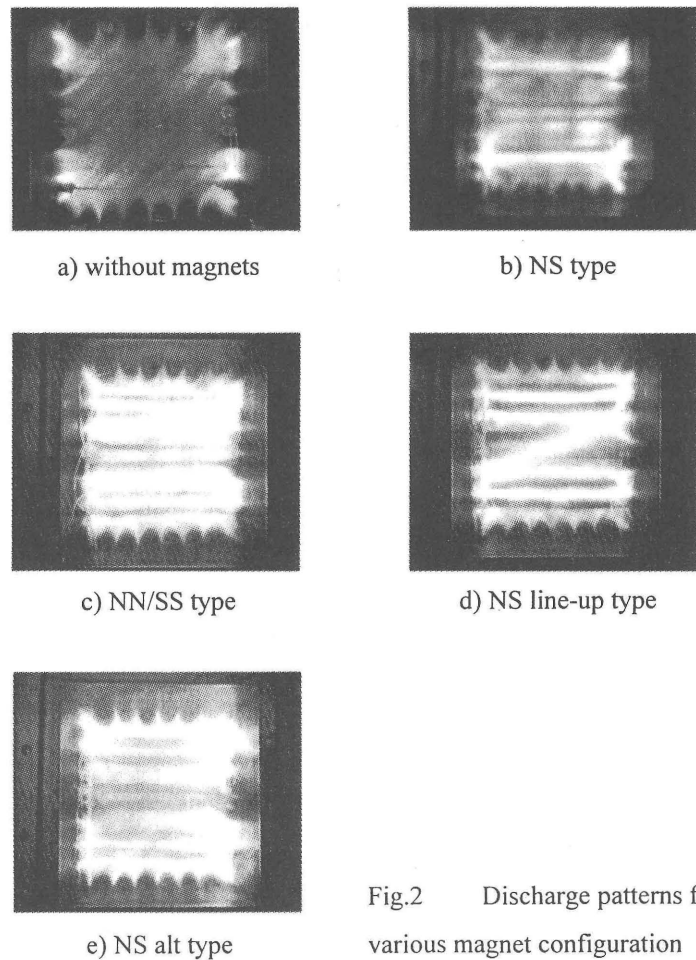 a) without magnets
b) NS type
c) NN/SS type
d) NS line-up type
e) NS alt type
Fig.2 Discharge patterns f
various magnet configuration